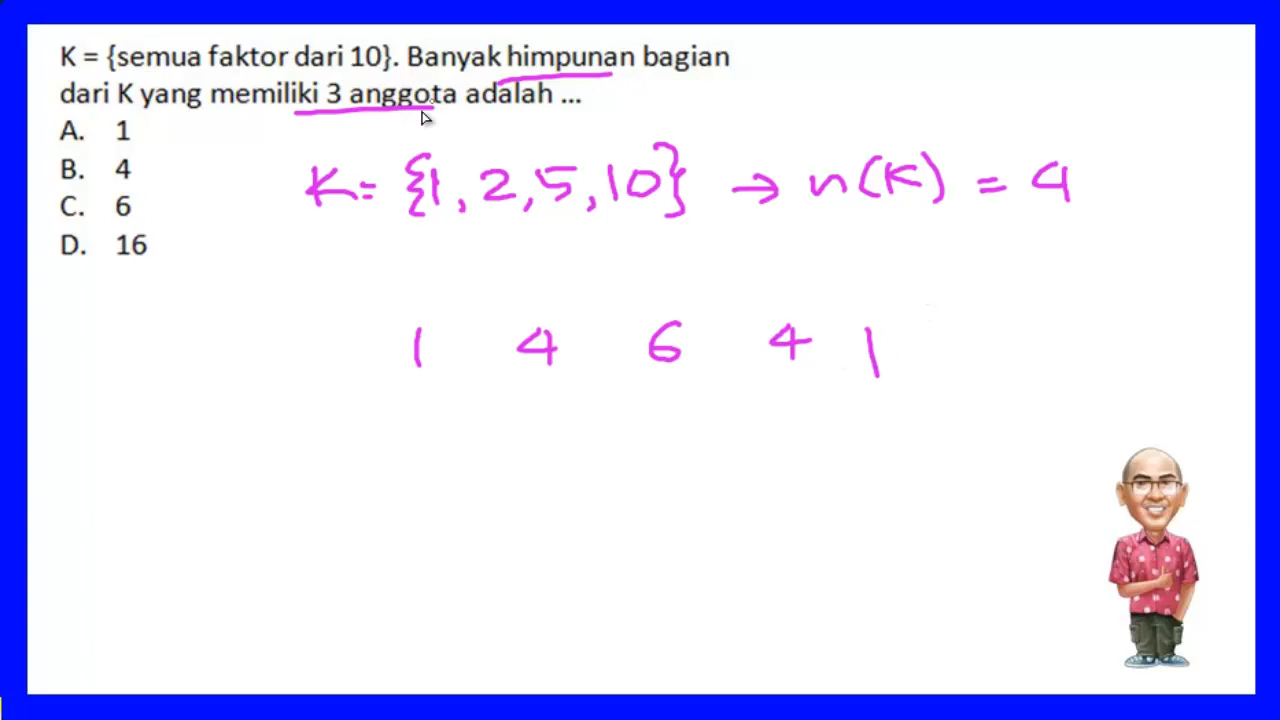 K = {semua faktor dari 10}. Banyak himpunan bagian
dari K yang memiliki 3 anggota adalah ...
A. 1
B. 4
C. 6
D. 16
K = {1, 2, 5, 10} → n(K) = 4
1 4 6 4 1